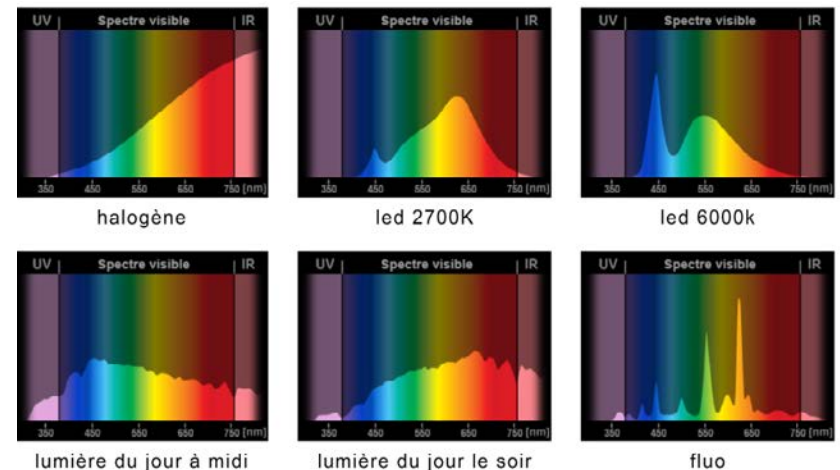 UV | Spectre visible | IR
UV | Spectre visible | IR
UV | Spectre visible | IR
350 450 550 650 750 [nm]
350 450 550 650 750 [nm]
350 450 550 650 750 [nm]
halogène
led 2700K
led 6000k
UV | Spectre visible | IR
UV | Spectre visible | IR
UV | Spectre visible | IR
350 450 550 650 750 [nm]
350 450 550 650 750 [nm]
350 450 550 650 750 [nm]
lumière du jour à midi
lumière du jour le soir
fluo